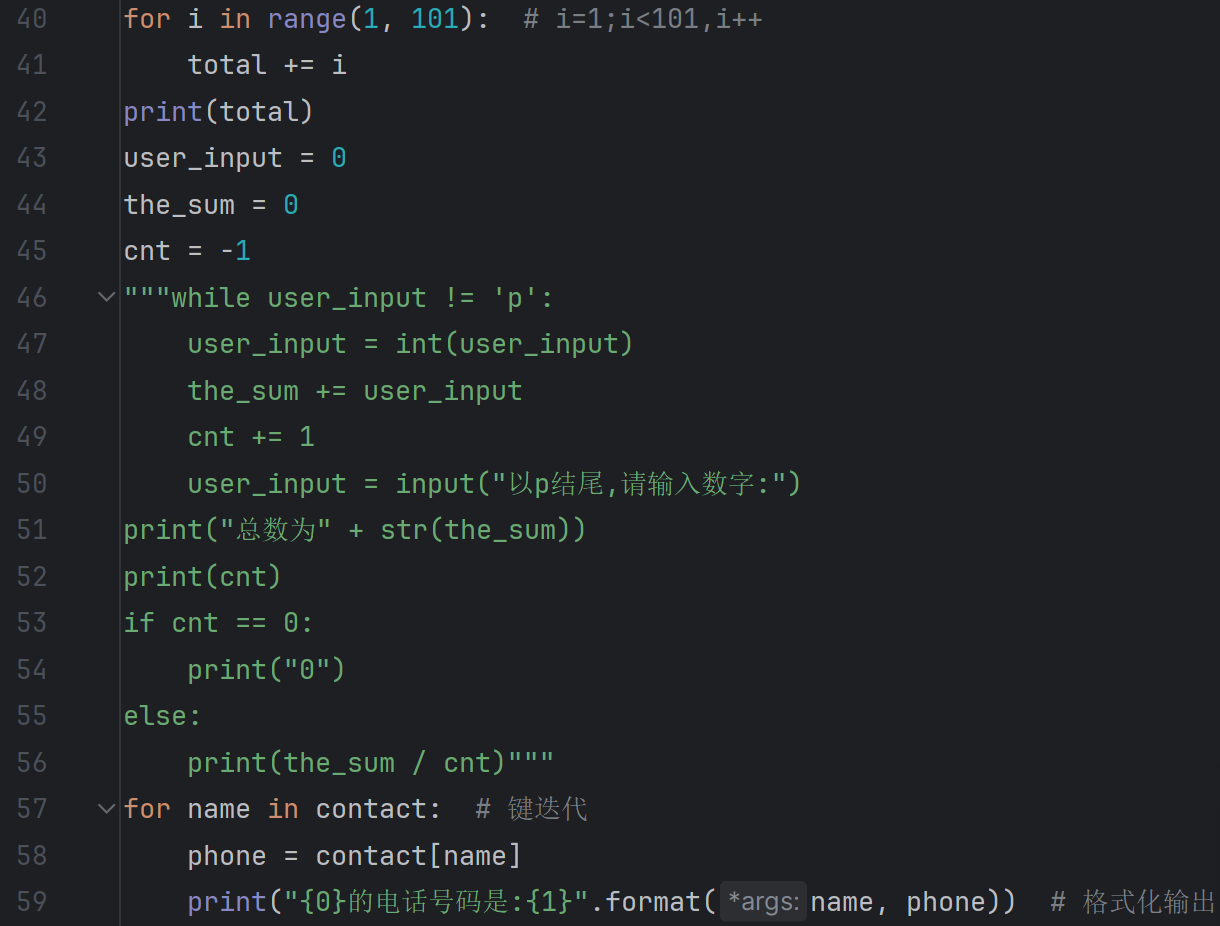 40 for i in range(1, 101):  # i=1;i<101,i++
41     total += i
42 print(total)
43 user_input = 0
44 the_sum = 0
45 cnt = -1
46 """while user_input != 'p':
47     user_input = int(user_input)
48     the_sum += user_input
49     cnt += 1
50     user_input = input("以p结尾,请输入数字:")
51 print("总数为" + str(the_sum))
52 print(cnt)
53 if cnt == 0:
54     print("0")
55 else:
56     print(the_sum / cnt)"""
57 for name in contact:  # 键迭代
58     phone = contact[name]
59     print("{0}的电话号码是:{1}".format( *args: name, phone))  # 格式化输出